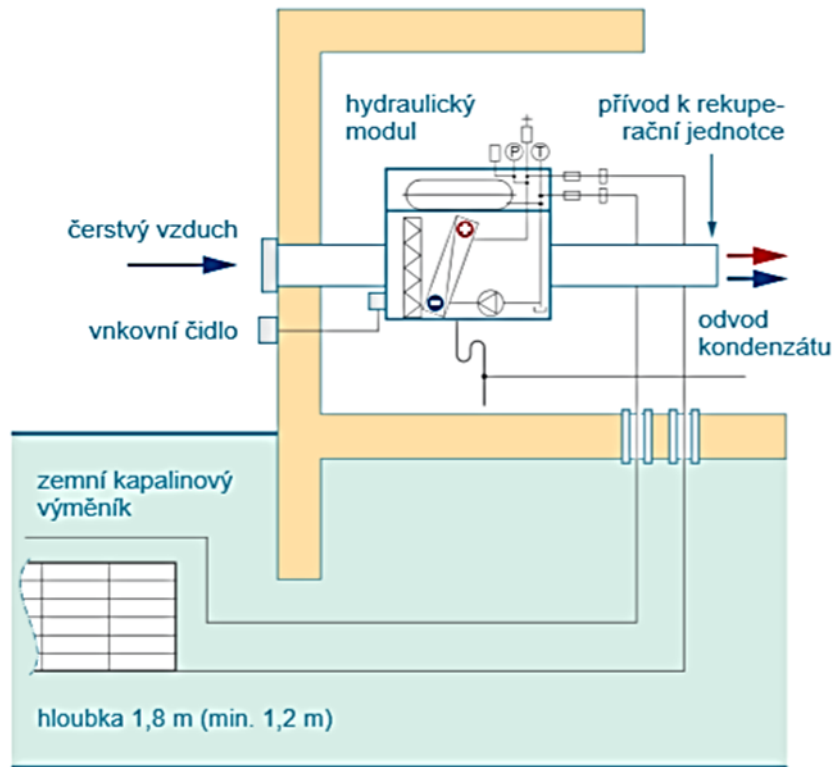 hydraulický
modul
přívod k rekupe-
rační jednotce
P
T
čerstvý vzduch
vnkovní čidlo
odvod
kondenzátu
zemní kapalinový
výměník
hloubka 1,8 m (min. 1,2 m)